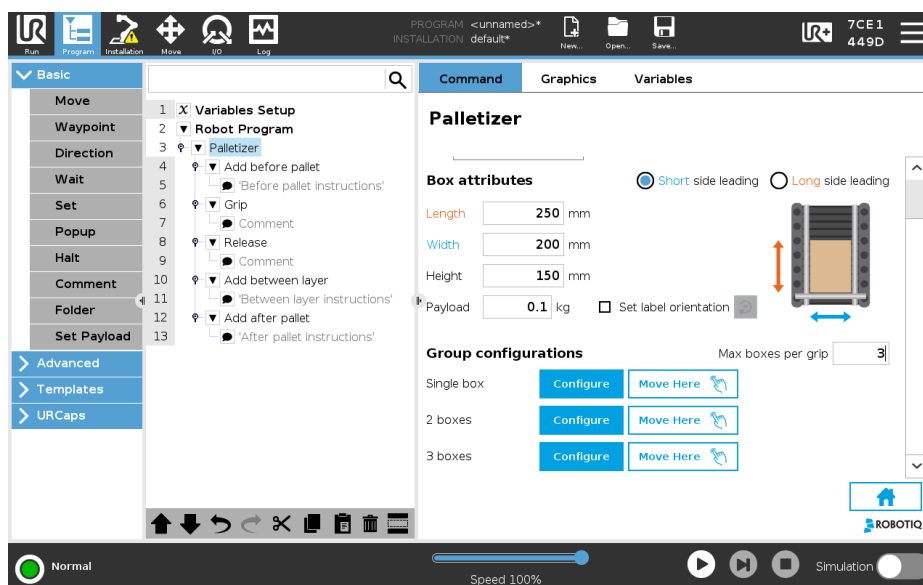 PROGRAM <unnamed>*
INSTALLATION default*
Run
Program
Installation
Move
I/O
Log
New...
Open...
Save...
UR+
7CE1
449D
Basic
Move
Waypoint
Direction
Wait
Set
Popup
Halt
Comment
Folder
Set Payload
Advanced
Templates
URCaps
1 X Variables Setup
2 Robot Program
3 Palletizer
4 Add before pallet
5 'Before pallet instructions'
6 Grip
7 Comment
8 Release
9 Comment
10 Add between layer
11 'Between layer instructions'
12 Add after pallet
13 'After pallet instructions'
Command Graphics Variables
Palletizer
Box attributes Short side leading Long side leading
Length 250 mm
Width 200 mm
Height 150 mm
Payload 0.1 kg Set label orientation
Group configurations Max boxes per grip 3
Single box Configure Move Here
2 boxes Configure Move Here
3 boxes Configure Move Here
ROBOTIQ
Normal
Speed 100%
Simulation